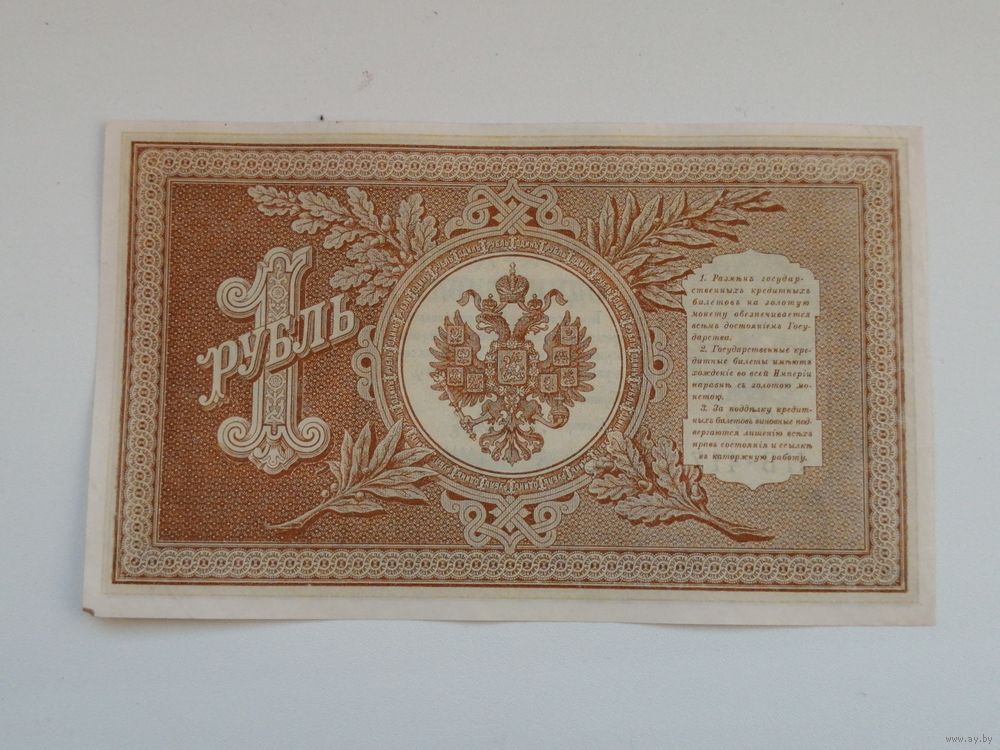 1
РУБЛЬ
1. Размѣнъ государ-
ственныхъ кредитныхъ
билетовъ на золотую
монету обезпечивается
всѣмъ достояніемъ Госу-
дарства.
2. Государственные кре-
дитные билеты имѣютъ
хожденіе во всей Имперіи
наравнѣ съ золотою мо-
нетою.
3. За поддѣлку кредит-
ныхъ билетовъ виновные под-
вергаются лишенію всѣхъ
правъ состоянія и ссылкѣ
въ каторжную работу.
www.ay.by